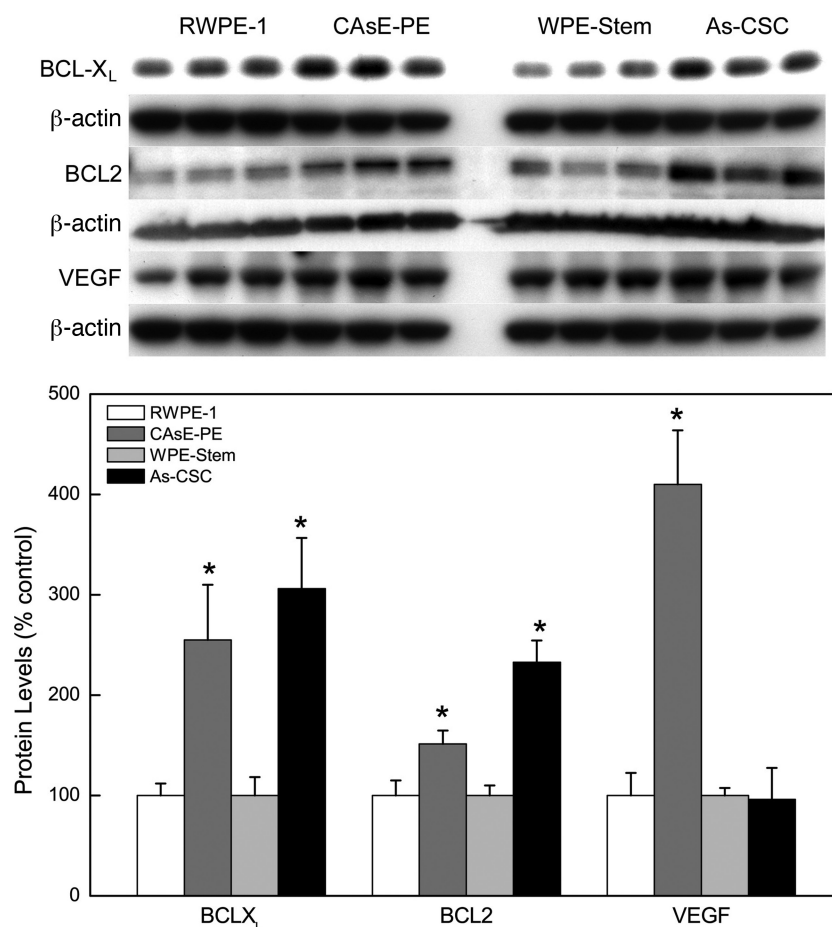 RWPE-1 CAsE-PE WPE-Stem As-CSC
BCL-XL
β-actin
BCL2
β-actin
VEGF
β-actin
500
400
300
200
100
0
Protein Levels (% control)
RWPE-1
CAsE-PE
WPE-Stem
As-CSC
*
*
*
*
*
BCLXL BCL2 VEGF